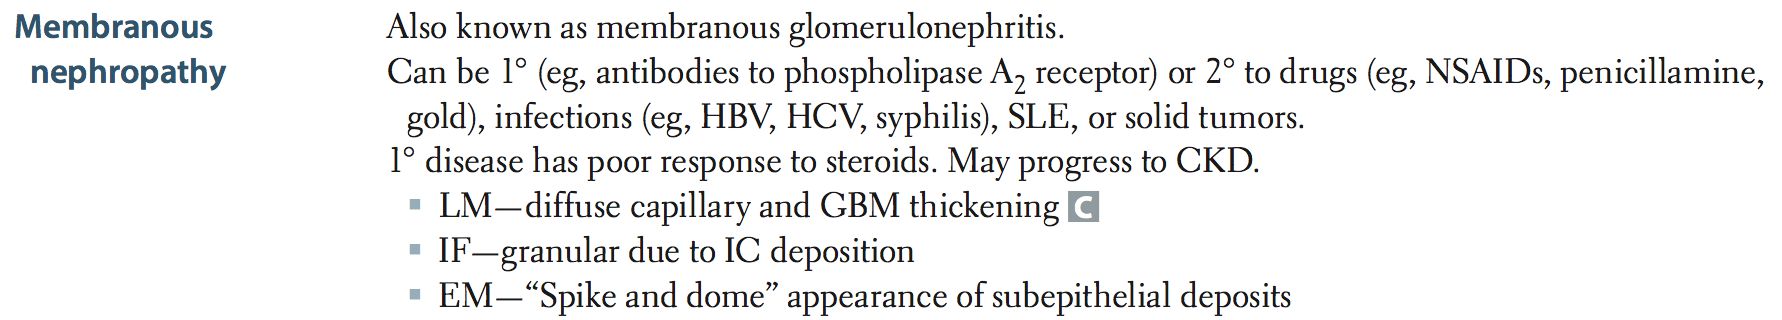 Membranous
nephropathy
Also known as membranous glomerulonephritis.
Can be 1° (eg, antibodies to phospholipase A₂ receptor) or 2° to drugs (eg, NSAIDs, penicillamine,
gold), infections (eg, HBV, HCV, syphilis), SLE, or solid tumors.
1° disease has poor response to steroids. May progress to CKD.
▪ LM—diffuse capillary and GBM thickening C
▪ IF—granular due to IC deposition
▪ EM—“Spike and dome” appearance of subepithelial deposits